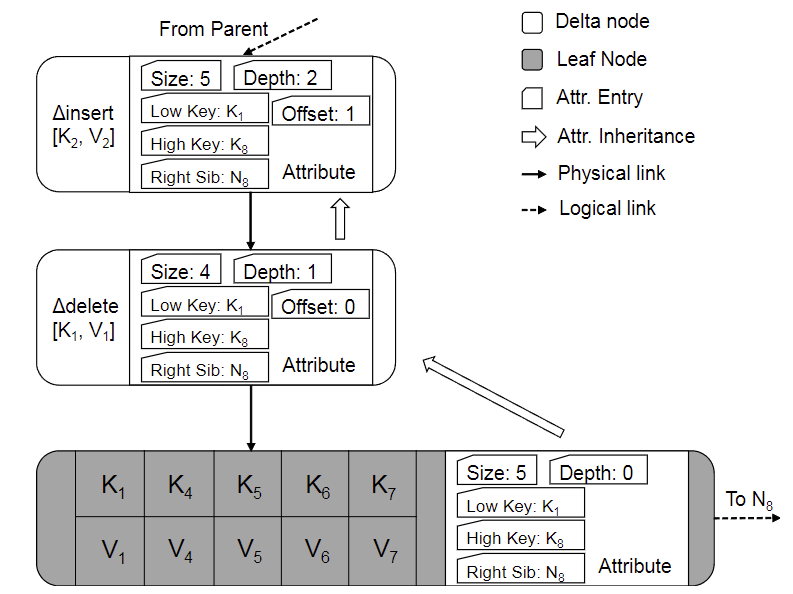 From Parent
Δinsert
[K₂, V₂]
Size: 5
Depth: 2
Low Key: K₁
Offset: 1
High Key: K₈
Right Sib: N₈
Attribute
Delta node
Leaf Node
Attr. Entry
Attr. Inheritance
Physical link
Logical link
Δdelete
[K₁, V₁]
Size: 4
Depth: 1
Low Key: K₁
Offset: 0
High Key: K₈
Right Sib: N₈
Attribute
K₁ K₄ K₅ K₆ K₇
V₁ V₄ V₅ V₆ V₇
Size: 5
Depth: 0
Low Key: K₁
High Key: K₈
Right Sib: N₈
Attribute
To N₈